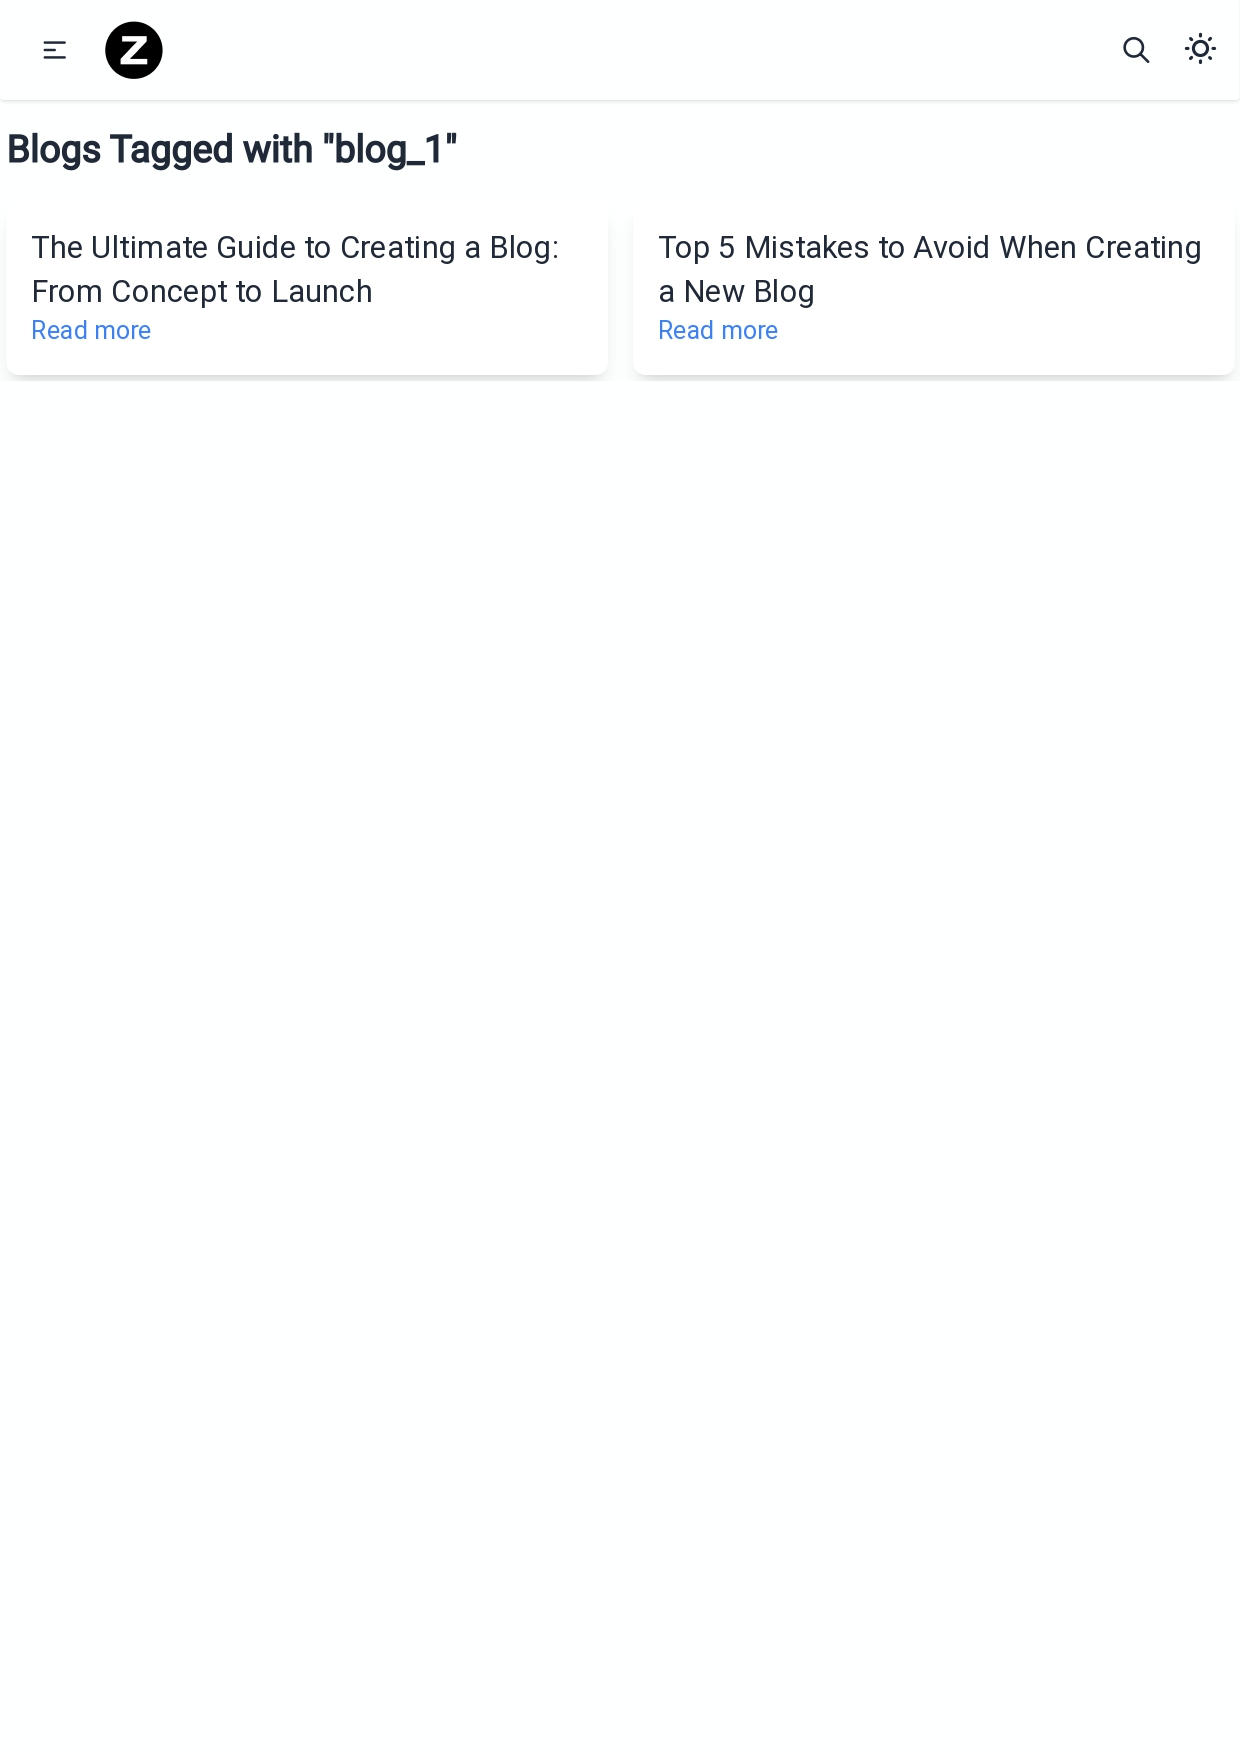 Z
Blogs Tagged with "blog_1"
The Ultimate Guide to Creating a Blog:
From Concept to Launch
Read more
Top 5 Mistakes to Avoid When Creating
a New Blog
Read more